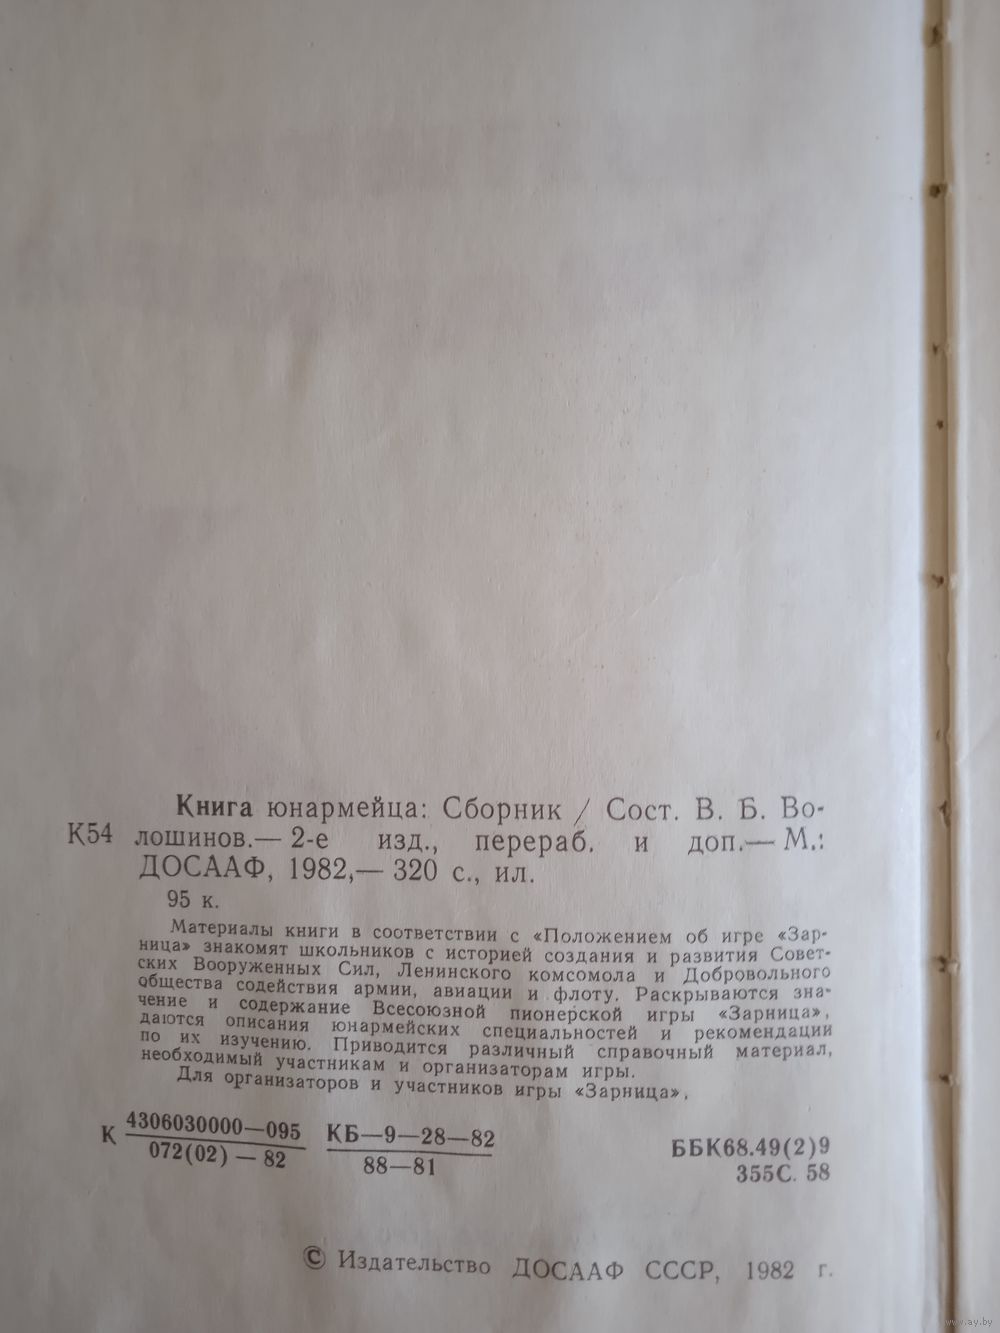 Книга юнармейца: Сборник / Сост. В. Б. Во-
К54 лошинов.— 2-е изд., перераб. и доп.— М.:
ДОСААФ, 1982,— 320 с., ил.
95 к.
Материалы книги в соответствии с «Положением об игре «Зар-
ница» знакомят школьников с историей создания и развития Совет-
ских Вооруженных Сил, Ленинского комсомола и Добровольного
общества содействия армии, авиации и флоту. Раскрываются зна-
чение и содержание Всесоюзной пионерской игры «Зарница»,
даются описания юнармейских специальностей и рекомендации
по их изучению. Приводится различный справочный материал,
необходимый участникам и организаторам игры.
Для организаторов и участников игры «Зарница».
К 4306030000—095 КБ—9—28—82
072(02) — 82 88—81
ББК68.49(2)9
355С. 58
© Издательство ДОСААФ СССР, 1982 г.
www.ay.by